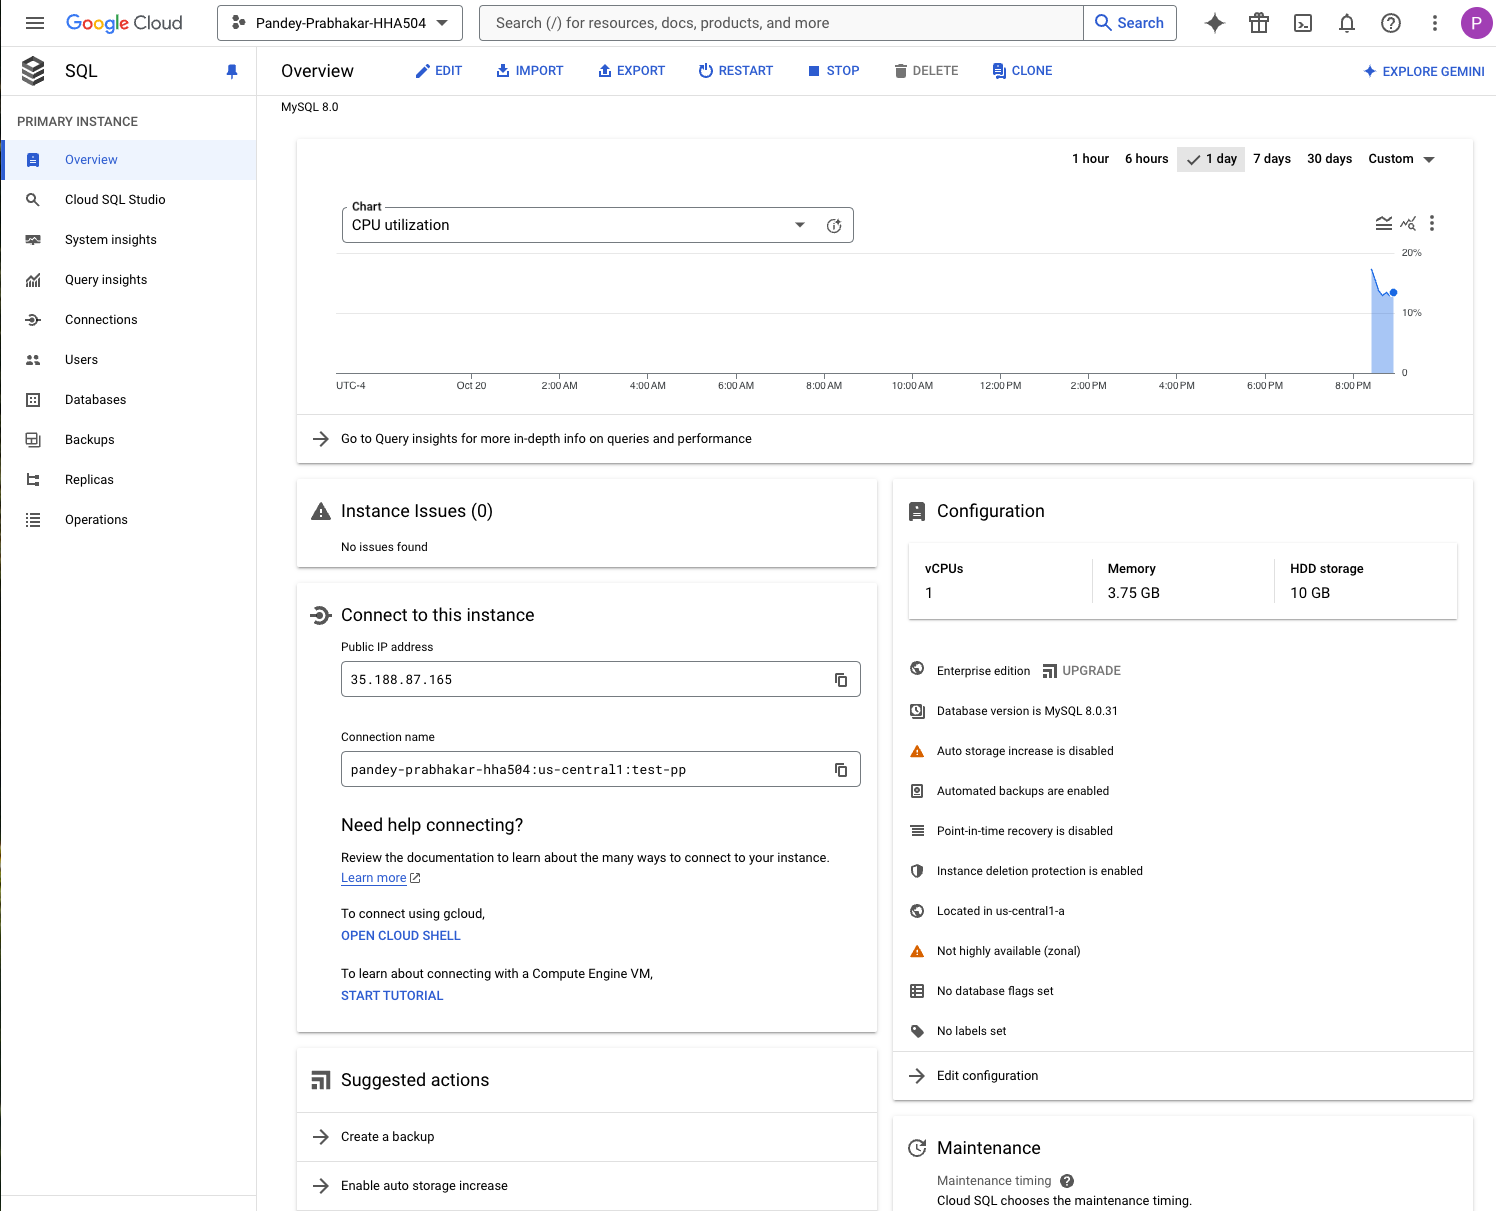 Google Cloud
Pandey-Prabhakar-HHA504
Search (/) for resources, docs, products, and more
Search
P
SQL
Overview
EDIT
IMPORT
EXPORT
RESTART
STOP
DELETE
CLONE
EXPLORE GEMINI
PRIMARY INSTANCE
Overview
Cloud SQL Studio
System insights
Query insights
Connections
Users
Databases
Backups
Replicas
Operations
MySQL 8.0
1 hour
6 hours
1 day
7 days
30 days
Custom
Chart
CPU utilization
20%
10%
0
UTC-4
Oct 20
2:00 AM
4:00 AM
6:00 AM
8:00 AM
10:00 AM
12:00 PM
2:00 PM
4:00 PM
6:00 PM
8:00 PM
Go to Query insights for more in-depth info on queries and performance
Instance Issues (0)
No issues found
Connect to this instance
Public IP address
35.188.87.165
Connection name
pandey-prabhakar-hha504:us-central1:test-pp
Need help connecting?
Review the documentation to learn about the many ways to connect to your instance.
Learn more
To connect using gcloud,
OPEN CLOUD SHELL
To learn about connecting with a Compute Engine VM,
START TUTORIAL
Suggested actions
Create a backup
Enable auto storage increase
Configuration
vCPUs
1
Memory
3.75 GB
HDD storage
10 GB
Enterprise edition
UPGRADE
Database version is MySQL 8.0.31
Auto storage increase is disabled
Automated backups are enabled
Point-in-time recovery is disabled
Instance deletion protection is enabled
Located in us-central1-a
Not highly available (zonal)
No database flags set
No labels set
Edit configuration
Maintenance
Maintenance timing
Cloud SQL chooses the maintenance timing.